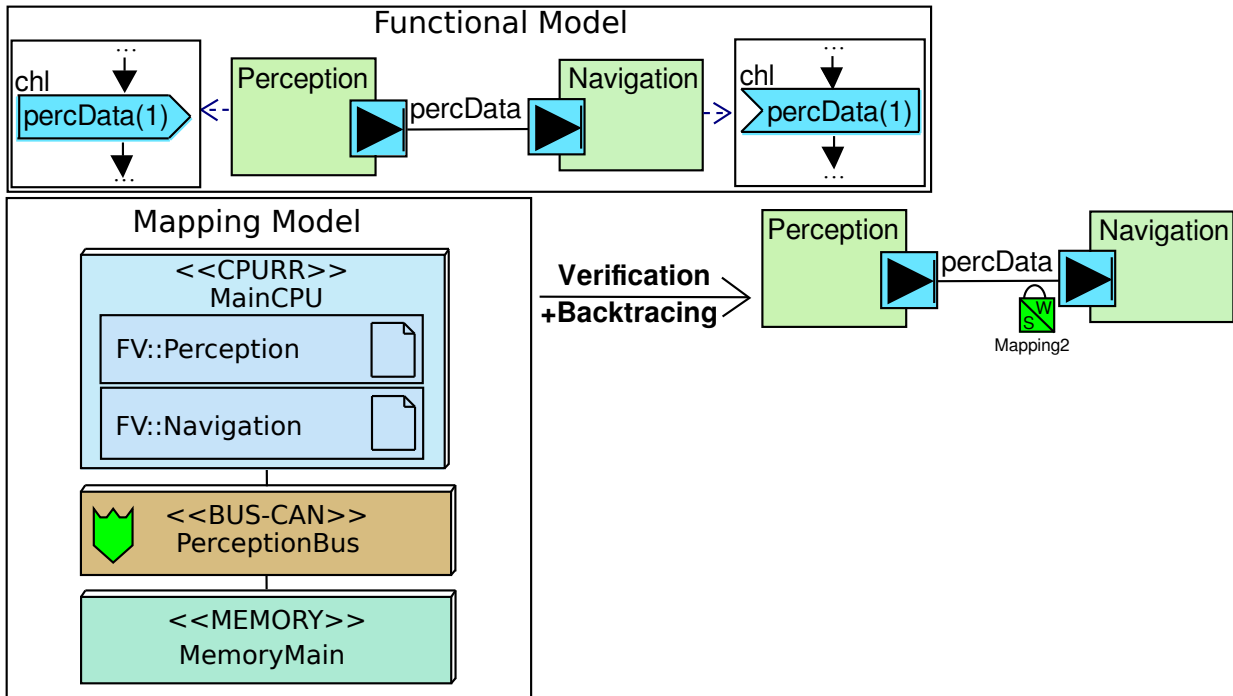 Functional Model
...
chl
percData(1)
...
Perception
percData
Navigation
...
chl
percData(1)
...
Mapping Model
<<CPURR>>
MainCPU
FV::Perception
FV::Navigation
<<BUS-CAN>>
PerceptionBus
<<MEMORY>>
MemoryMain
Verification
+Backtracing
Perception
percData
Navigation
W
S
Mapping2